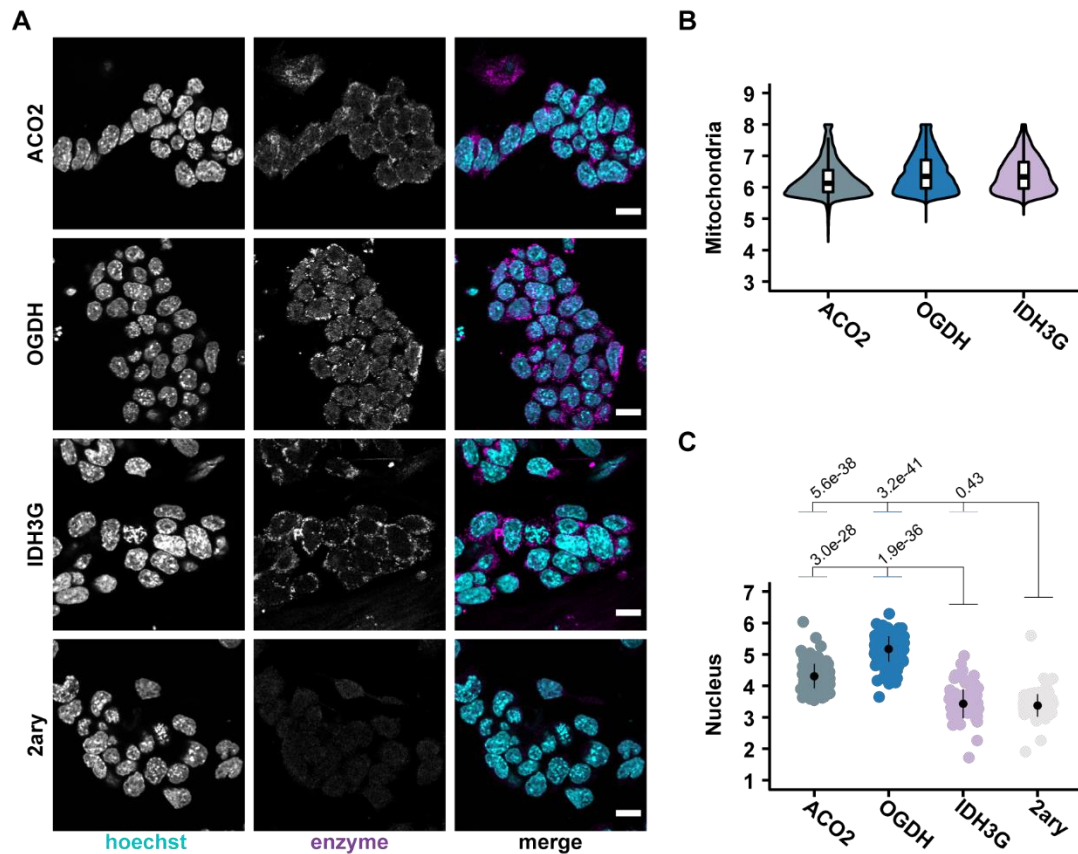 A
ACO2
OGDH
IDH3G
2ary
hoechst enzyme merge
B
Mitochondria
9
8
7
6
5
4
3
ACO2 OGDH IDH3G
C
5.6e-38 3.2e-41 0.43
3.0e-28 1.9e-36
Nucleus
7
6
5
4
3
2
1
ACO2 OGDH IDH3G 2ary